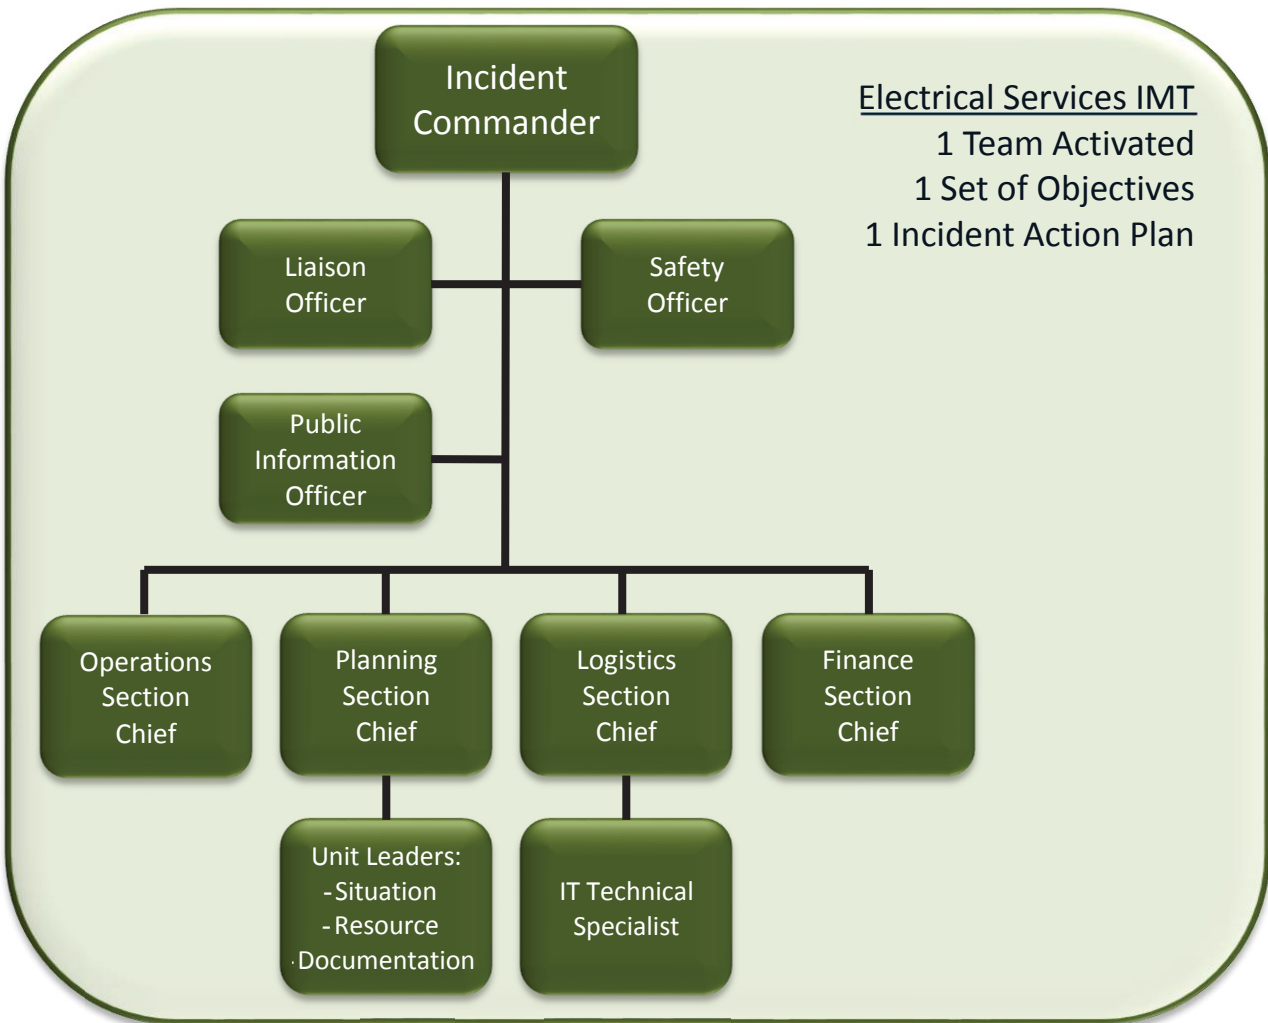 Incident
Commander
Electrical Services IMT
1 Team Activated
1 Set of Objectives
1 Incident Action Plan
Liaison
Officer
Safety
Officer
Public
Information
Officer
Operations
Section
Chief
Planning
Section
Chief
Logistics
Section
Chief
Finance
Section
Chief
Unit Leaders:
-Situation
-Resource
-Documentation
IT Technical
Specialist